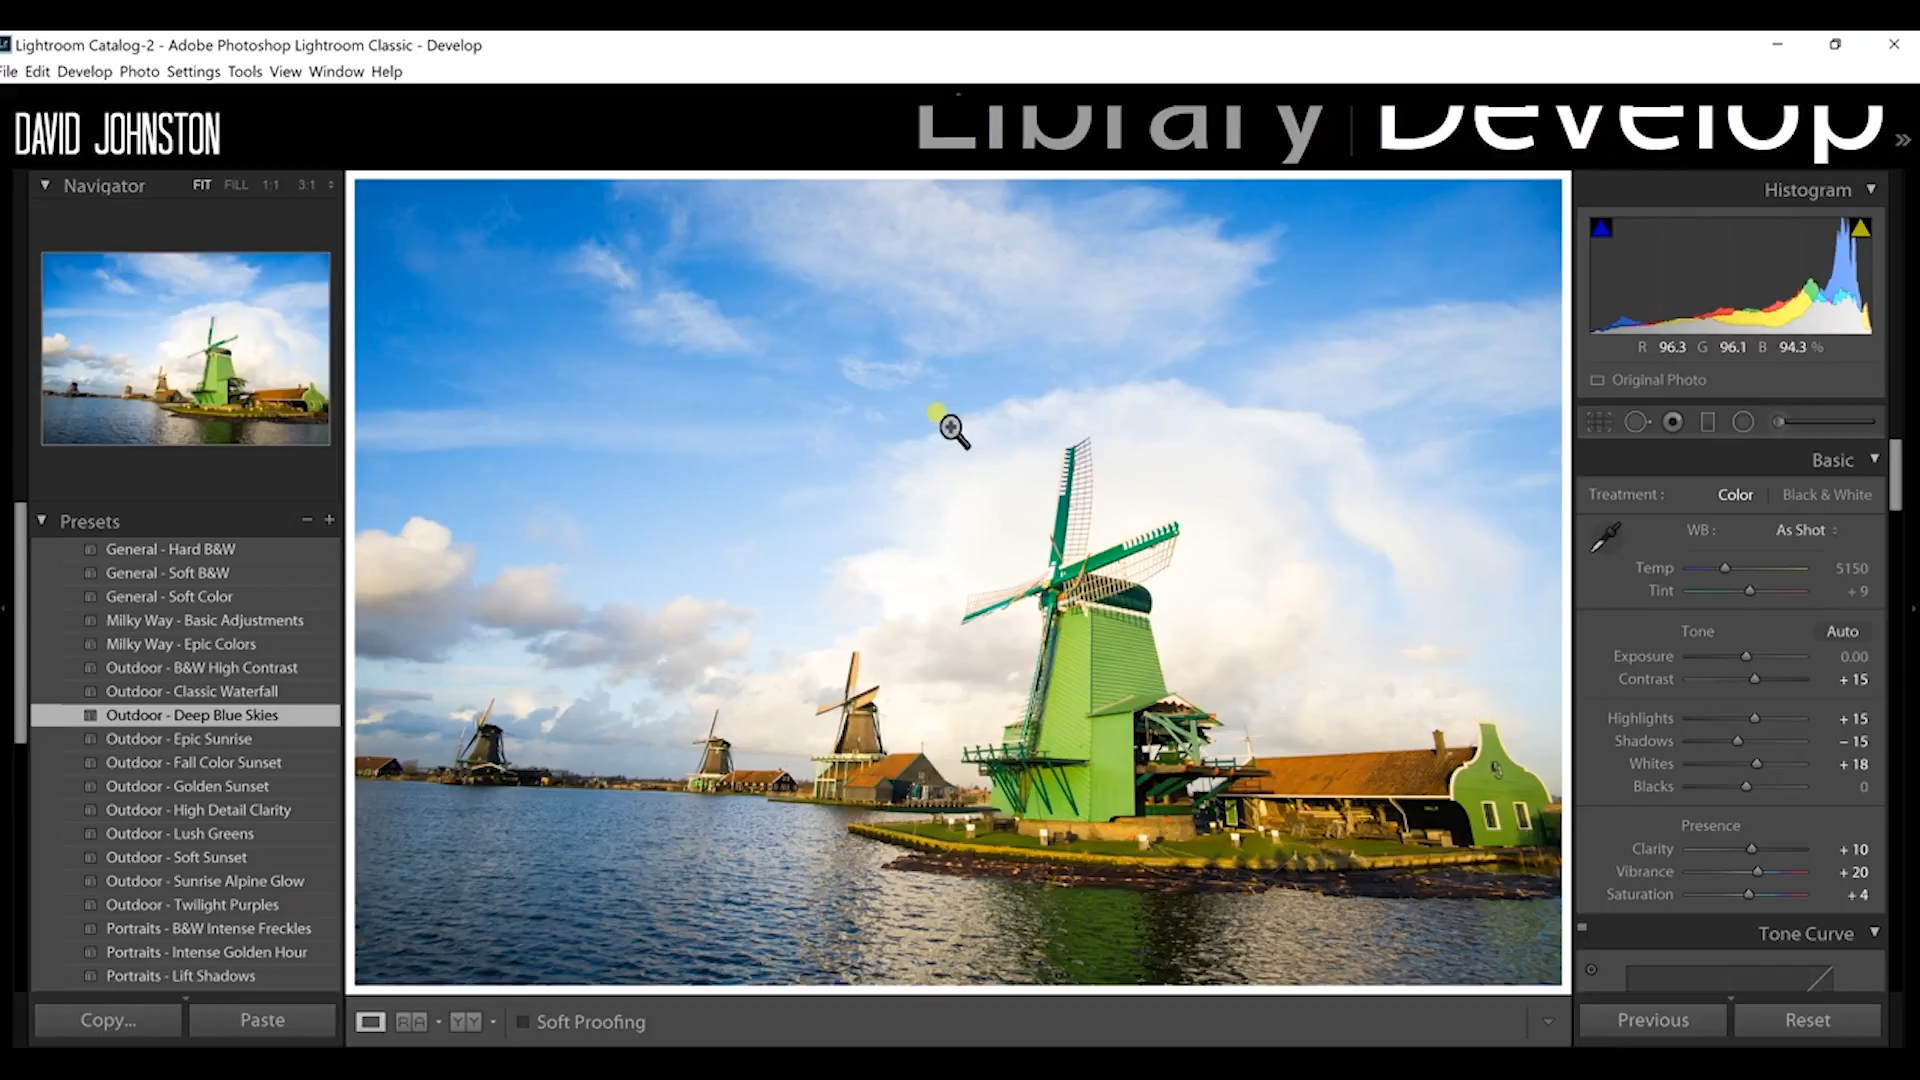 Lightroom Catalog-2 - Adobe Photoshop Lightroom Classic - Develop
File Edit Develop Photo Settings Tools View Window Help
DAVID JOHNSTON
Library | Develop
Navigator FIT FILL 1:1 3:1
Presets
General - Hard B&W
General - Soft B&W
General - Soft Color
Milky Way - Basic Adjustments
Milky Way - Epic Colors
Outdoor - B&W High Contrast
Outdoor - Classic Waterfall
Outdoor - Deep Blue Skies
Outdoor - Epic Sunrise
Outdoor - Fall Color Sunset
Outdoor - Golden Sunset
Outdoor - High Detail Clarity
Outdoor - Lush Greens
Outdoor - Soft Sunset
Outdoor - Sunrise Alpine Glow
Outdoor - Twilight Purples
Portraits - B&W Intense Freckles
Portraits - Intense Golden Hour
Portraits - Lift Shadows
Copy... Paste
RA YY Soft Proofing
Histogram
R 96.3 G 96.1 B 94.3 %
Original Photo
Basic
Treatment : Color | Black & White
WB : As Shot
Temp 5150
Tint + 9
Tone Auto
Exposure 0.00
Contrast + 15
Highlights + 15
Shadows – 15
Whites + 18
Blacks 0
Presence
Clarity + 10
Vibrance + 20
Saturation + 4
Tone Curve
Previous Reset